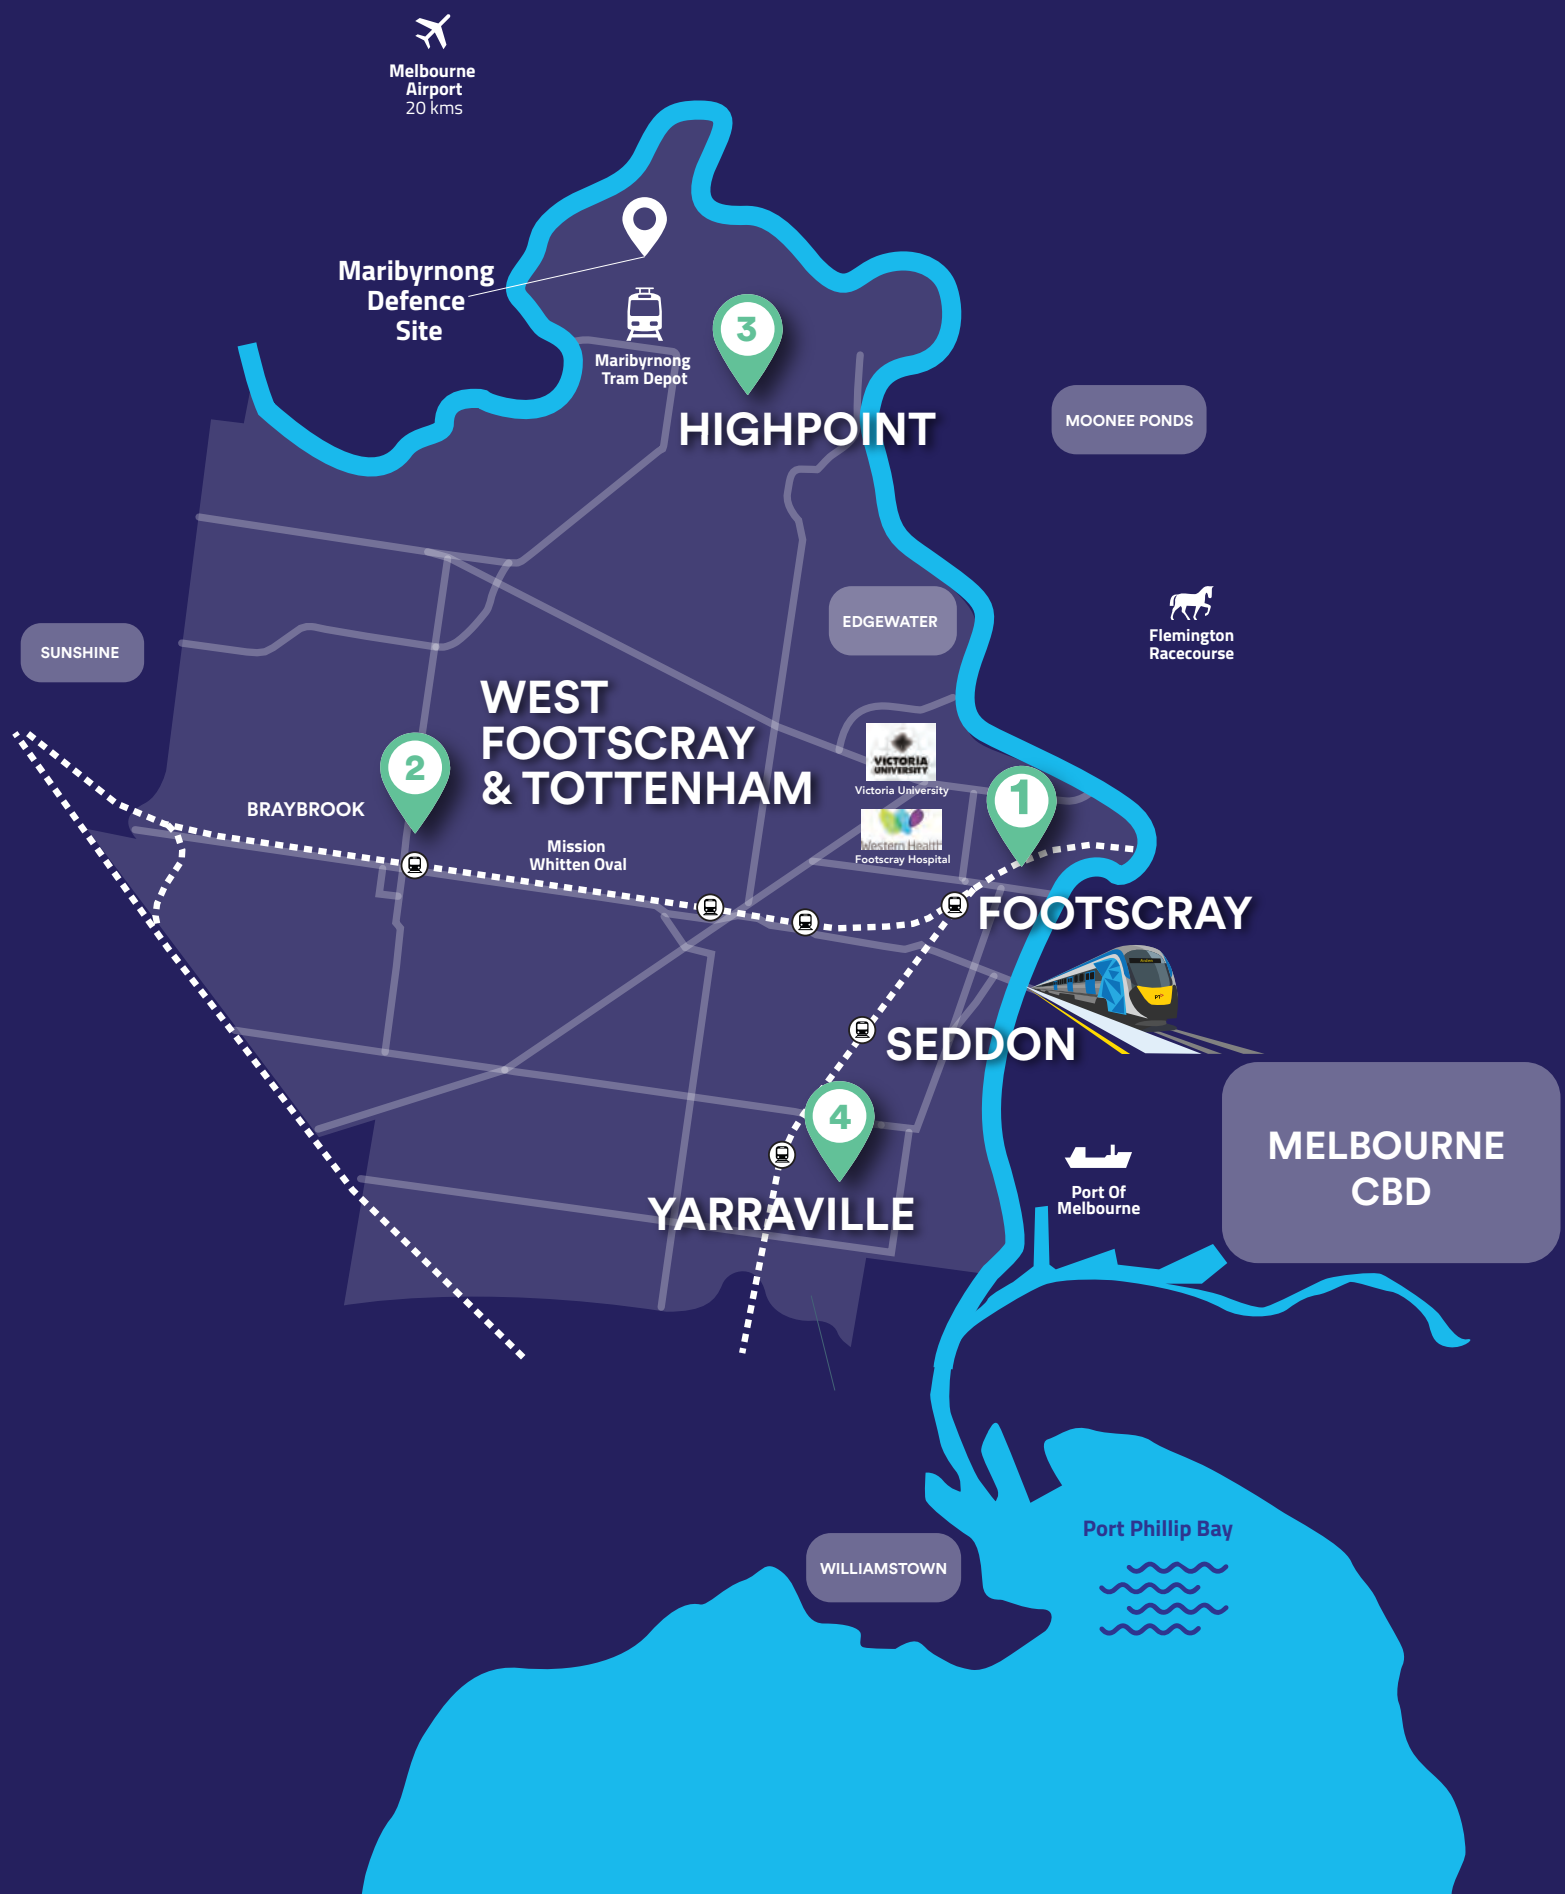 Melbourne
Airport
20 kms
Maribyrnong
Defence
Site
Maribyrnong
Tram Depot
3
HIGHPOINT
MOONEE PONDS
EDGEWATER
Flemington
Racecourse
SUNSHINE
WEST
FOOTSCRAY
& TOTTENHAM
2
BRAYBROOK
VICTORIA
UNIVERSITY
Victoria University
1
Western Health
Footscray Hospital
Mission
Whitten Oval
FOOTSCRAY
PTV
SEDDON
4
YARRAVILLE
Port Of
Melbourne
MELBOURNE
CBD
Port Phillip Bay
WILLIAMSTOWN